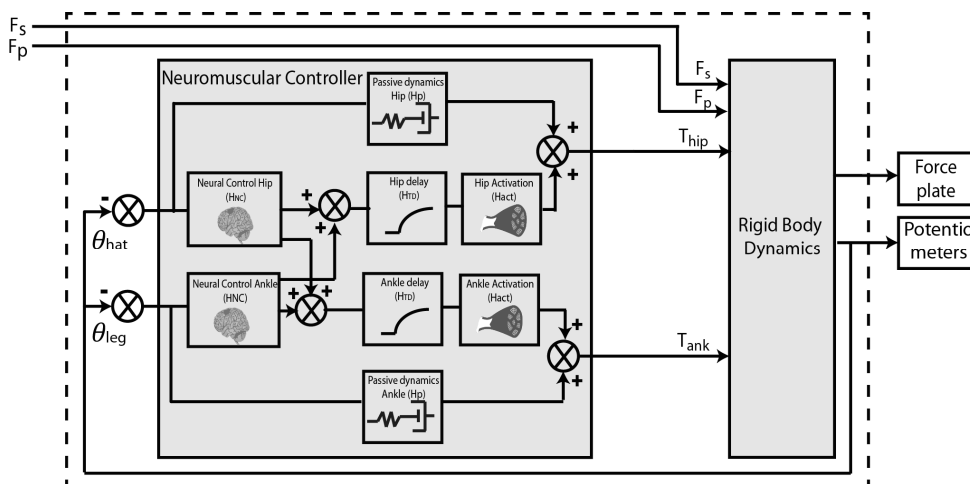 Fs
Fp
Neuromuscular Controller
Passive dynamics
Hip (Hp)
Fs
Fp
Thip
Neural Control Hip
(HNC)
Hip delay
(HTD)
Hip Activation
(Hact)
Force
plate
θhat
Rigid Body
Dynamics
Potentio
meters
Neural Control Ankle
(HNC)
Ankle delay
(HTD)
Ankle Activation
(Hact)
θleg
Tank
Passive dynamics
Ankle (Hp)
+
+
+
+
+
+
+
+
-
-